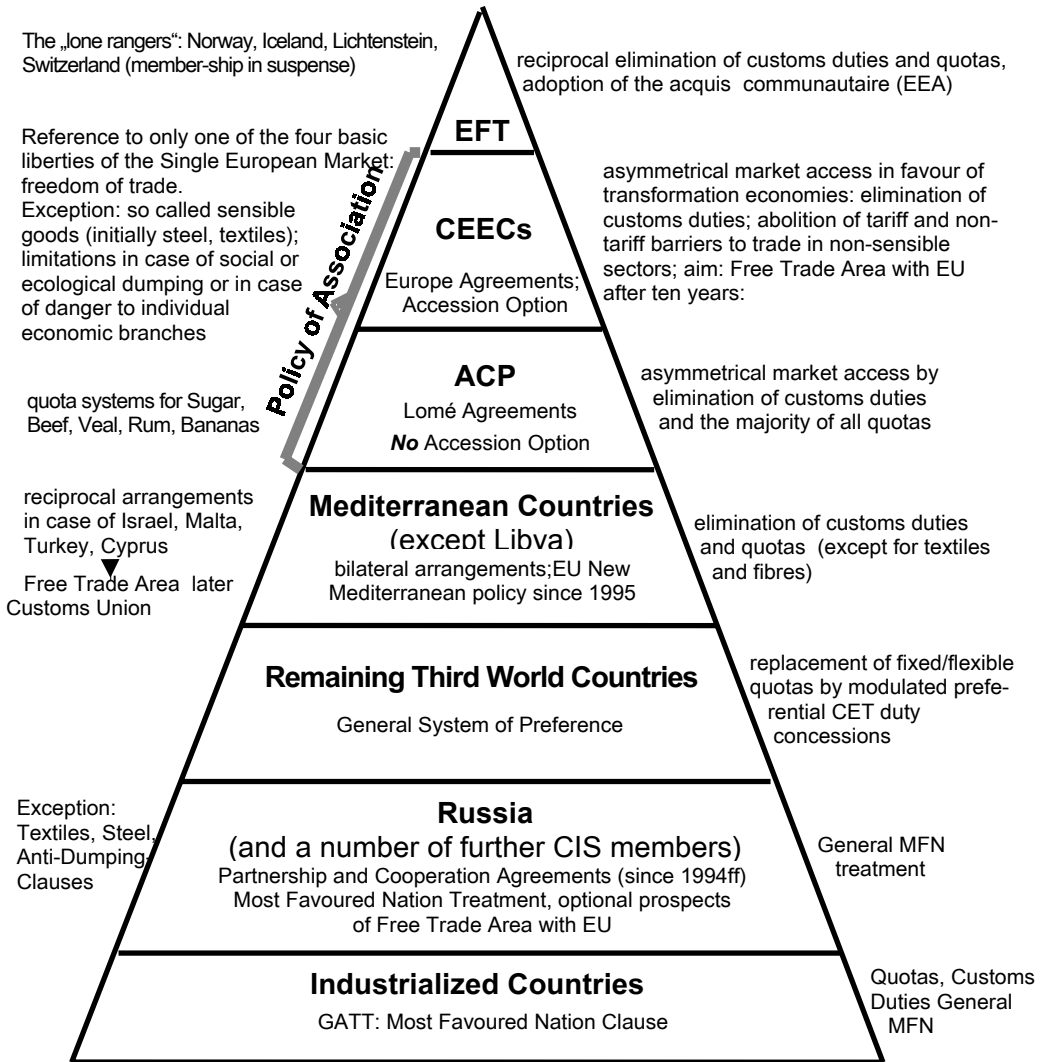 The „lone rangers“: Norway, Iceland, Lichtenstein,
Switzerland (member-ship in suspense)
reciprocal elimination of customs duties and quotas,
adoption of the acquis communautaire (EEA)
EFT
Reference to only one of the four basic
liberties of the Single European Market:
freedom of trade.
Exception: so called sensible
goods (initially steel, textiles);
limitations in case of social or
ecological dumping or in case
of danger to individual
economic branches
Policy of Association
CEECs
Europe Agreements;
Accession Option
asymmetrical market access in favour of
transformation economies: elimination of
customs duties; abolition of tariff and non-
tariff barriers to trade in non-sensible
sectors; aim: Free Trade Area with EU
after ten years:
quota systems for Sugar,
Beef, Veal, Rum, Bananas
ACP
Lomé Agreements
No Accession Option
asymmetrical market access by
elimination of customs duties
and the majority of all quotas
reciprocal arrangements
in case of Israel, Malta,
Turkey, Cyprus
Free Trade Area later
Customs Union
Mediterranean Countries
(except Libya)
bilateral arrangements;EU New
Mediterranean policy since 1995
elimination of customs duties
and quotas (except for textiles
and fibres)
Remaining Third World Countries
General System of Preference
replacement of fixed/flexible
quotas by modulated prefe-
rential CET duty
concessions
Exception:
Textiles, Steel,
Anti-Dumping-
Clauses
Russia
(and a number of further CIS members)
Partnership and Cooperation Agreements (since 1994ff)
Most Favoured Nation Treatment, optional prospects
of Free Trade Area with EU
General MFN
treatment
Industrialized Countries
GATT: Most Favoured Nation Clause
Quotas, Customs
Duties General
MFN